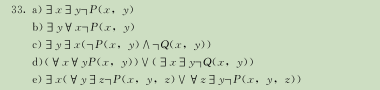 33. a) ∃x∃y¬P(x, y)
b) ∃y∀x¬P(x, y)
c) ∃y∃x(¬P(x, y)∧¬Q(x, y))
d)(∀x∀yP(x, y))∨(∃x∃y¬Q(x, y))
e) ∃x(∀y∃z¬P(x, y, z)∨∀z∃y¬P(x, y, z))